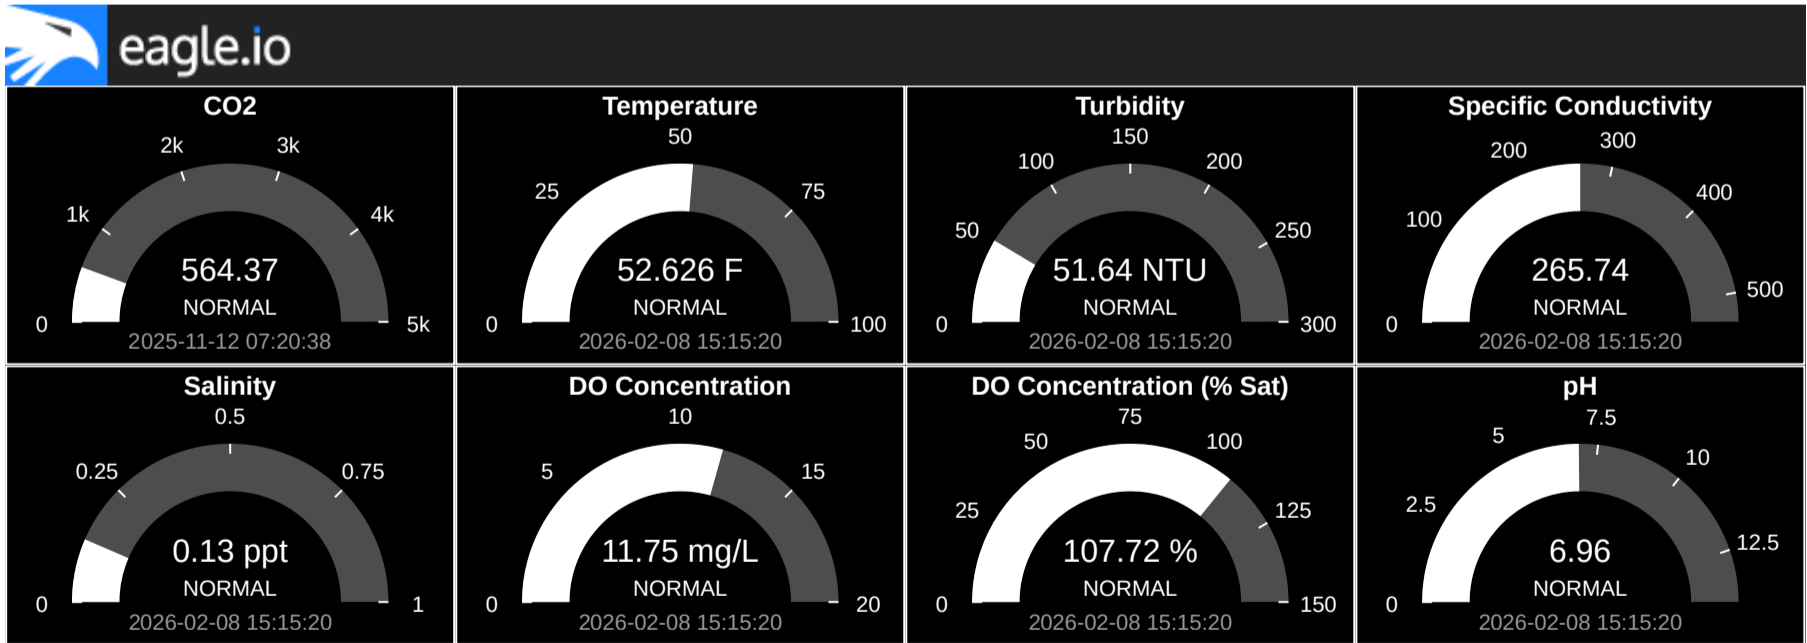 eagle.io
CO2
2k
3k
1k
4k
0
5k
564.37
NORMAL
2025-11-12 07:20:38
Temperature
50
25
75
0
100
52.626 F
NORMAL
2026-02-08 15:15:20
Turbidity
150
100
200
50
250
0
300
51.64 NTU
NORMAL
2026-02-08 15:15:20
Specific Conductivity
300
200
400
100
500
0
265.74
NORMAL
2026-02-08 15:15:20
Salinity
0.5
0.25
0.75
0
1
0.13 ppt
NORMAL
2026-02-08 15:15:20
DO Concentration
10
5
15
0
20
11.75 mg/L
NORMAL
2026-02-08 15:15:20
DO Concentration (% Sat)
75
50
100
25
125
0
150
107.72 %
NORMAL
2026-02-08 15:15:20
pH
7.5
5
10
2.5
12.5
0
6.96
NORMAL
2026-02-08 15:15:20